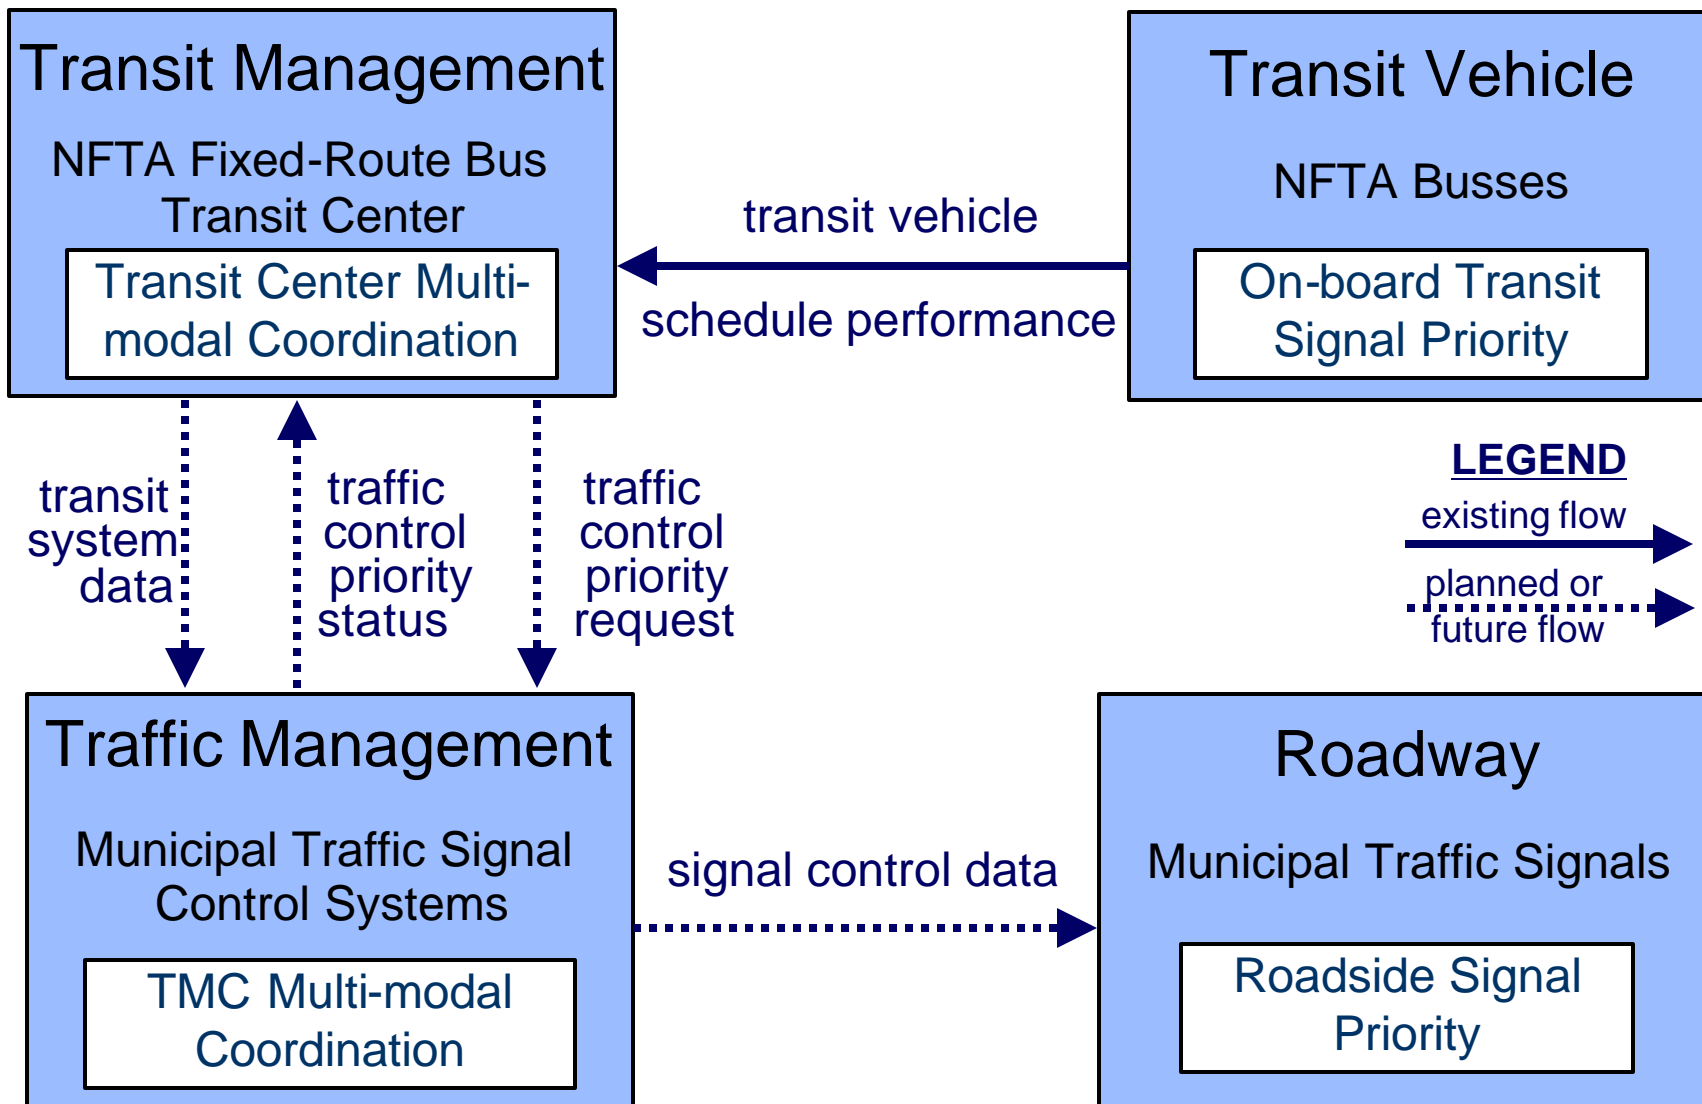 Transit Management
NFTA Fixed-Route Bus
Transit Center
Transit Center Multi-
modal Coordination
transit vehicle
schedule performance
Transit Vehicle
NFTA Busses
On-board Transit
Signal Priority
transit
system
data
traffic
control
priority
status
traffic
control
priority
request
LEGEND
existing flow
planned or
future flow
Traffic Management
Municipal Traffic Signal
Control Systems
TMC Multi-modal
Coordination
signal control data
Roadway
Municipal Traffic Signals
Roadside Signal
Priority